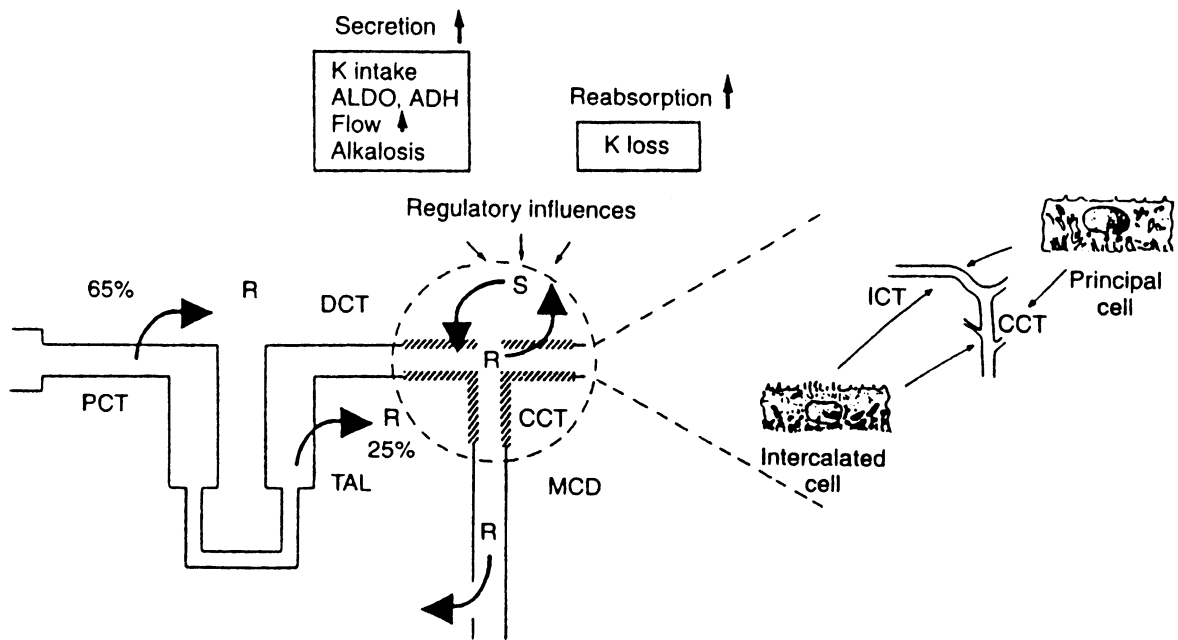 Secretion
K intake
ALDO, ADH
Flow
Alkalosis
Reabsorption
K loss
Regulatory influences
65%
R
DCT
S
R
PCT
R
25%
TAL
CCT
MCD
R
ICT
CCT
Principal
cell
Intercalated
cell